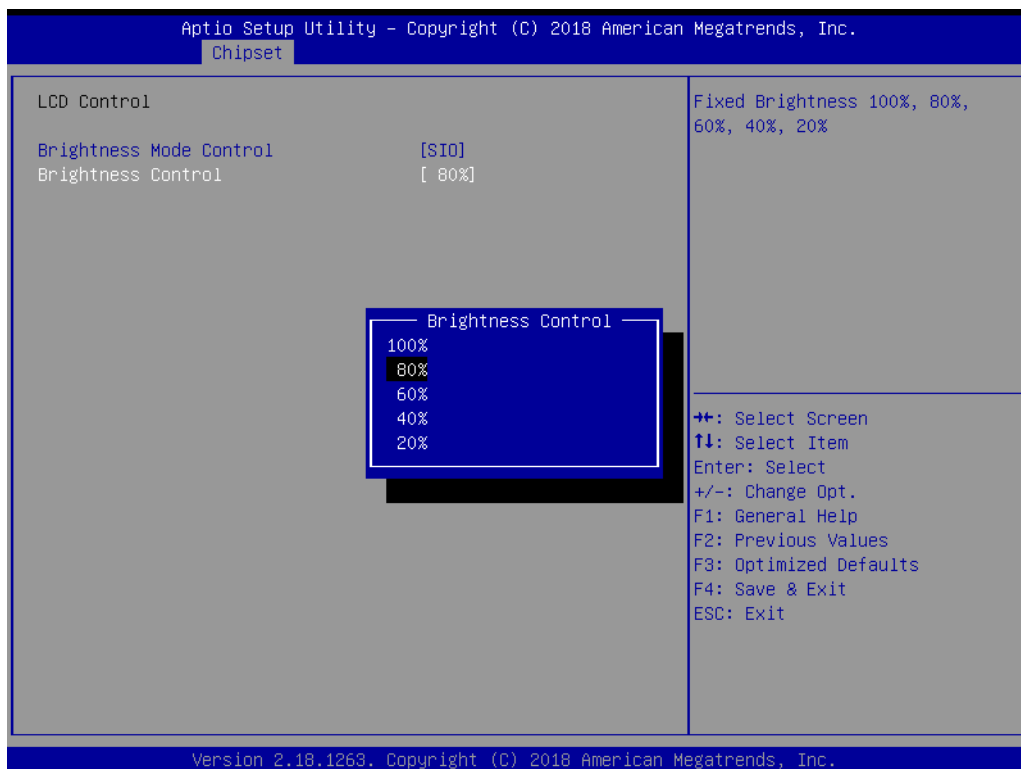 Aptio Setup Utility – Copyright (C) 2018 American Megatrends, Inc.
Chipset
LCD Control
Brightness Mode Control [SIO]
Brightness Control [ 80%]
Fixed Brightness 100%, 80%,
60%, 40%, 20%
Brightness Control
100%
80%
60%
40%
20%
→←: Select Screen
↑↓: Select Item
Enter: Select
+/-: Change Opt.
F1: General Help
F2: Previous Values
F3: Optimized Defaults
F4: Save & Exit
ESC: Exit
Version 2.18.1263. Copyright (C) 2018 American Megatrends, Inc.